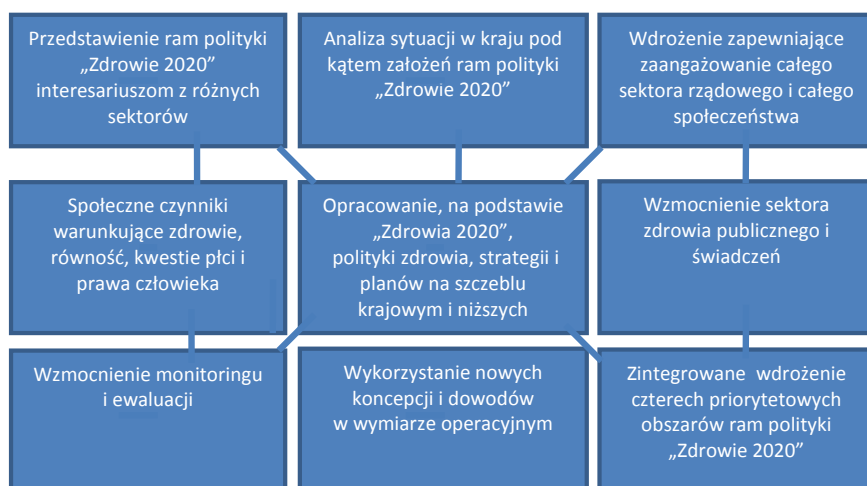 Przedstawienie ram polityki
„Zdrowie 2020”
interesariuszom z różnych
sektorów
Analiza sytuacji w kraju pod
kątem założeń ram polityki
„Zdrowie 2020”
Wdrożenie zapewniające
zaangażowanie całego
sektora rządowego i całego
społeczeństwa
Społeczne czynniki
warunkujące zdrowie,
równość, kwestie płci i
prawa człowieka
Opracowanie, na podstawie
„Zdrowia 2020”,
polityki zdrowia, strategii i
planów na szczeblu
krajowym i niższych
Wzmocnienie sektora
zdrowia publicznego i
świadczeń
Wzmocnienie monitoringu
i ewaluacji
Wykorzystanie nowych
koncepcji i dowodów
w wymiarze operacyjnym
Zintegrowane wdrożenie
czterech priorytetowych
obszarów ram polityki
„Zdrowie 2020”